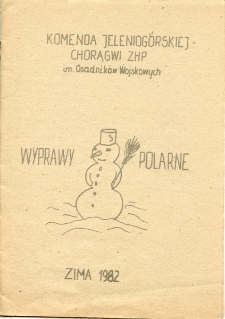 KOMENDA JELENIOGÓRSKIEJ
CHORĄGWI ZHP
im. Osadników Wojskowych
WYPRAWY POLARNE
ZIMA 1982